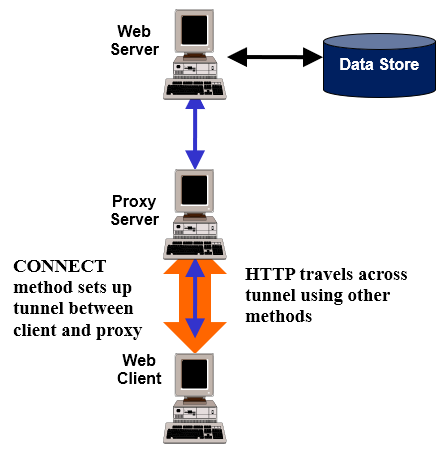 Web
Server
Data Store
Proxy
Server
CONNECT
method sets up
tunnel between
client and proxy
HTTP travels across
tunnel using other
methods
Web
Client